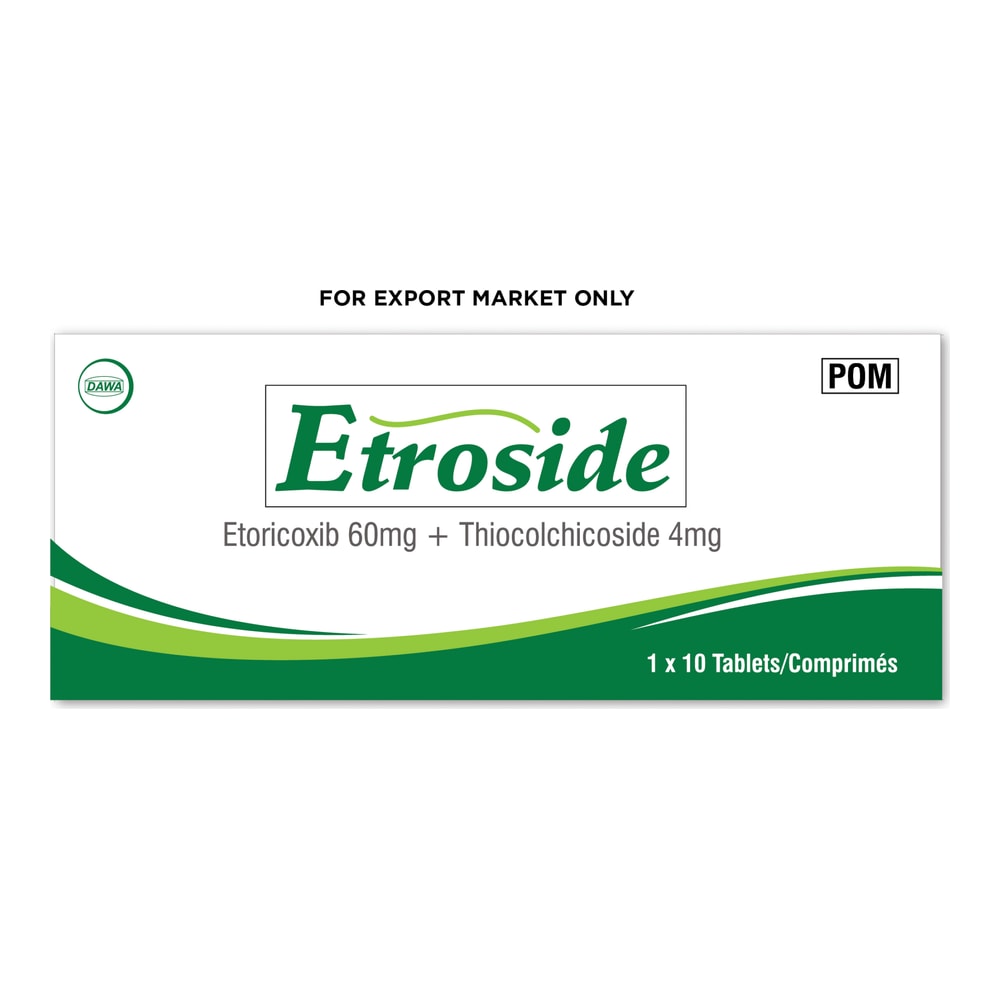 FOR EXPORT MARKET ONLY
DAWA
POM
Etroside
Etoricoxib 60mg + Thiocolchicoside 4mg
1 x 10 Tablets/Comprimés